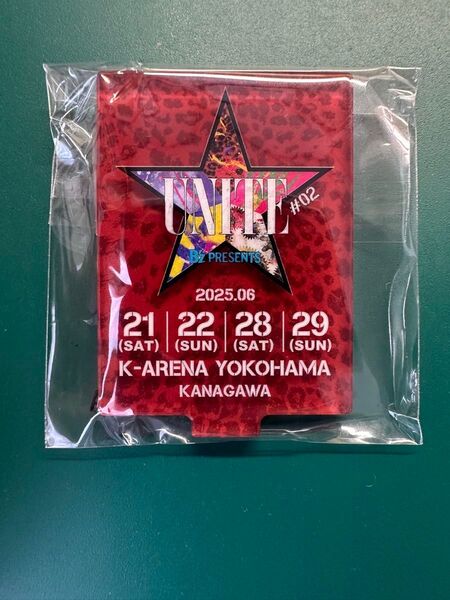 UNITE
#02
B'z PRESENTS
2025.06
21 | 22 | 28 | 29
(SAT) (SUN) (SAT) (SUN)
K-ARENA YOKOHAMA
KANAGAWA